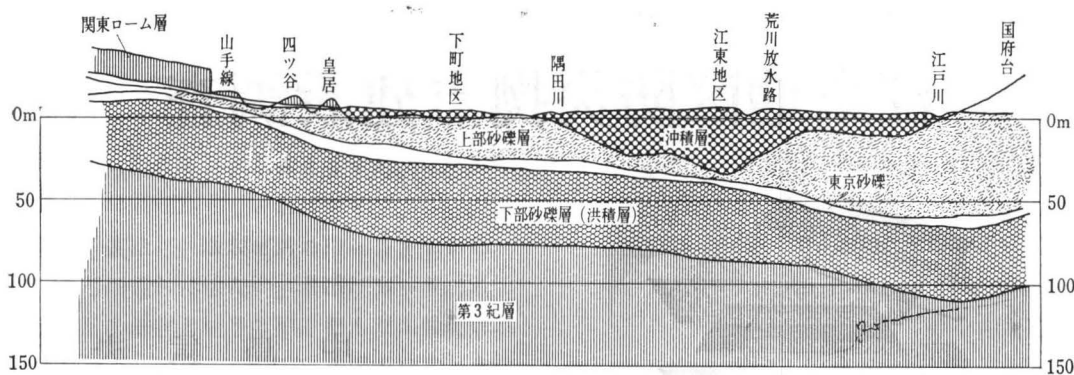 関東ローム層
山手線
四ツ谷
皇居
下町地区
隅田川
江東地区
荒川放水路
江戸川
国府台
0m
0m
上部砂礫層
沖積層
東京砂礫
50
50
下部砂礫層(洪積層)
100
100
第3紀層
150
150